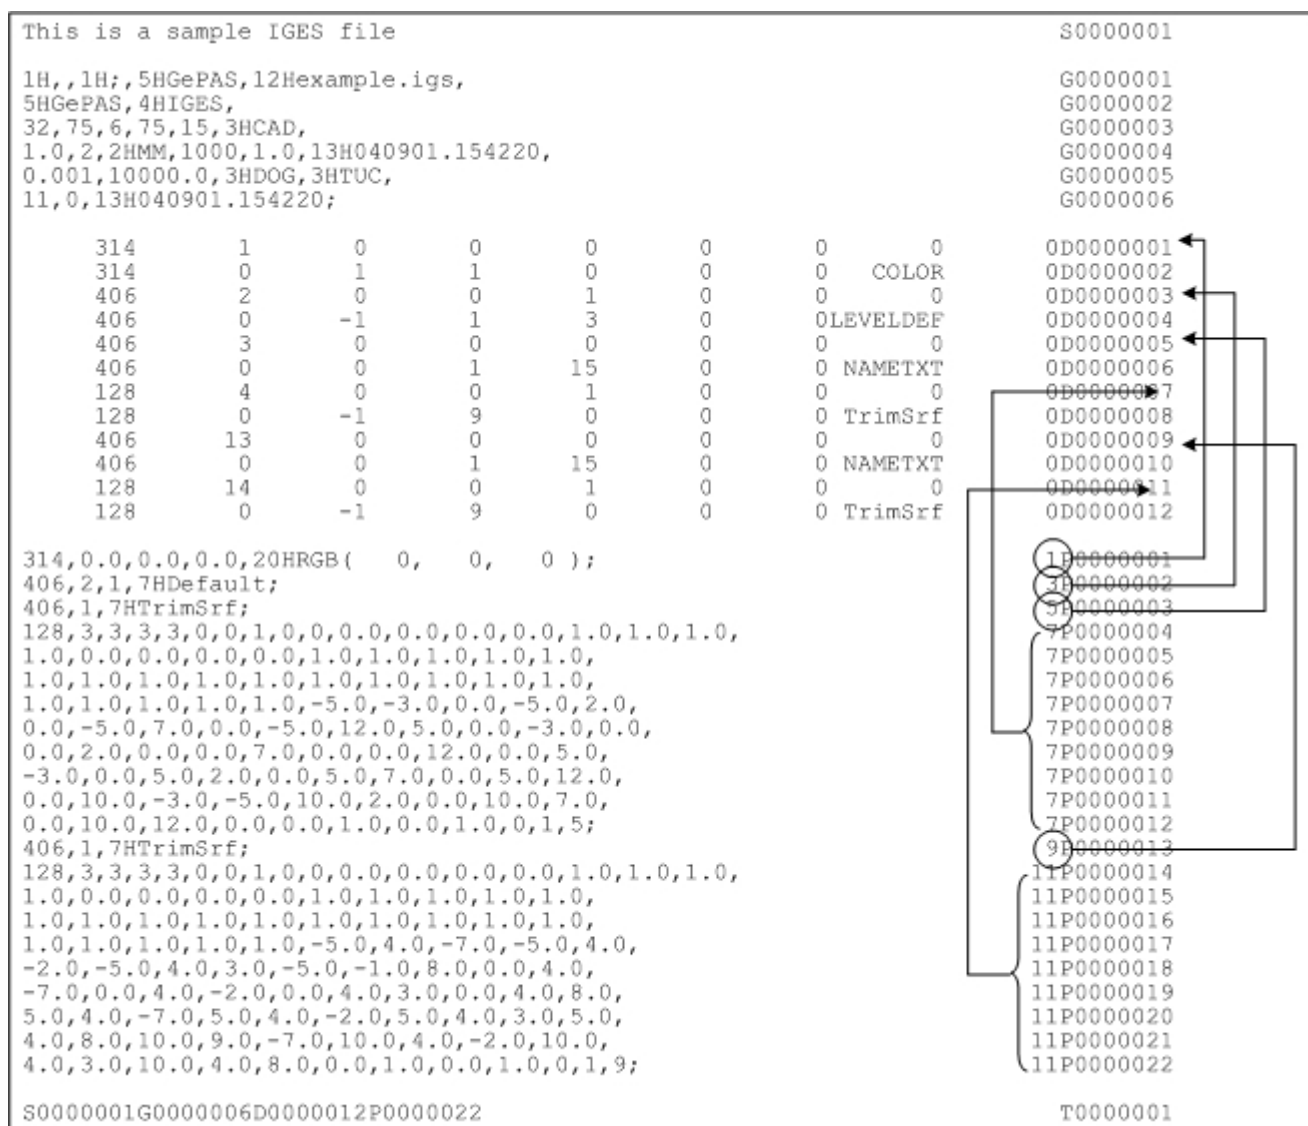 This is a sample IGES file S0000001
1H,,1H;,5HGePAS,12Hexample.igs, G0000001
5HGePAS,4HIGES, G0000002
32,75,6,75,15,3HCAD, G0000003
1.0,2,2HMM,1000,1.0,13H040901.154220, G0000004
0.001,10000.0,3HDOG,3HTUC, G0000005
11,0,13H040901.154220; G0000006
314 1 0 0 0 0 0 0 0D0000001
314 0 1 1 0 0 0 COLOR 0D0000002
406 2 0 0 1 0 0 0 0D0000003
406 0 -1 1 3 0 0LEVELDEF 0D0000004
406 3 0 0 0 0 0 0 0D0000005
406 0 0 1 15 0 0 NAMETXT 0D0000006
128 4 0 0 1 0 0 0 0D0000007
128 0 -1 9 0 0 0 TrimSrf 0D0000008
406 13 0 0 0 0 0 0 0D0000009
406 0 0 1 15 0 0 NAMETXT 0D0000010
128 14 0 0 1 0 0 0 0D0000011
128 0 -1 9 0 0 0 TrimSrf 0D0000012
314,0.0,0.0,0.0,20HRGB( 0, 0, 0 ); 1P0000001
406,2,1,7HDefault; 3P0000002
406,1,7HTrimSrf; 5P0000003
128,3,3,3,3,0,0,1,0,0,0.0,0.0,0.0,0.0,1.0,1.0,1.0, 7P0000004
1.0,0.0,0.0,0.0,0.0,1.0,1.0,1.0,1.0,1.0, 7P0000005
1.0,1.0,1.0,1.0,1.0,1.0,1.0,1.0,1.0,1.0, 7P0000006
1.0,1.0,1.0,1.0,1.0,-5.0,-3.0,0.0,-5.0,2.0, 7P0000007
0.0,-5.0,7.0,0.0,-5.0,12.0,5.0,0.0,-3.0,0.0, 7P0000008
0.0,2.0,0.0,0.0,7.0,0.0,0.0,12.0,0.0,5.0, 7P0000009
-3.0,0.0,5.0,2.0,0.0,5.0,7.0,0.0,5.0,12.0, 7P0000010
0.0,10.0,-3.0,-5.0,10.0,2.0,0.0,10.0,7.0, 7P0000011
0.0,10.0,12.0,0.0,0.0,1.0,0.0,1.0,0,1,5; 7P0000012
406,1,7HTrimSrf; 9P0000013
128,3,3,3,3,0,0,1,0,0,0.0,0.0,0.0,0.0,1.0,1.0,1.0, 11P0000014
1.0,0.0,0.0,0.0,0.0,1.0,1.0,1.0,1.0,1.0, 11P0000015
1.0,1.0,1.0,1.0,1.0,1.0,1.0,1.0,1.0,1.0, 11P0000016
1.0,1.0,1.0,1.0,1.0,-5.0,4.0,-7.0,-5.0,4.0, 11P0000017
-2.0,-5.0,4.0,3.0,-5.0,-1.0,8.0,0.0,4.0, 11P0000018
-7.0,0.0,4.0,-2.0,0.0,4.0,3.0,0.0,4.0,8.0, 11P0000019
5.0,4.0,-7.0,5.0,4.0,-2.0,5.0,4.0,3.0,5.0, 11P0000020
4.0,8.0,10.0,9.0,-7.0,10.0,4.0,-2.0,10.0, 11P0000021
4.0,3.0,10.0,4.0,8.0,0.0,1.0,0.0,1.0,0,1,9; 11P0000022
S0000001G0000006D0000012P0000022 T0000001